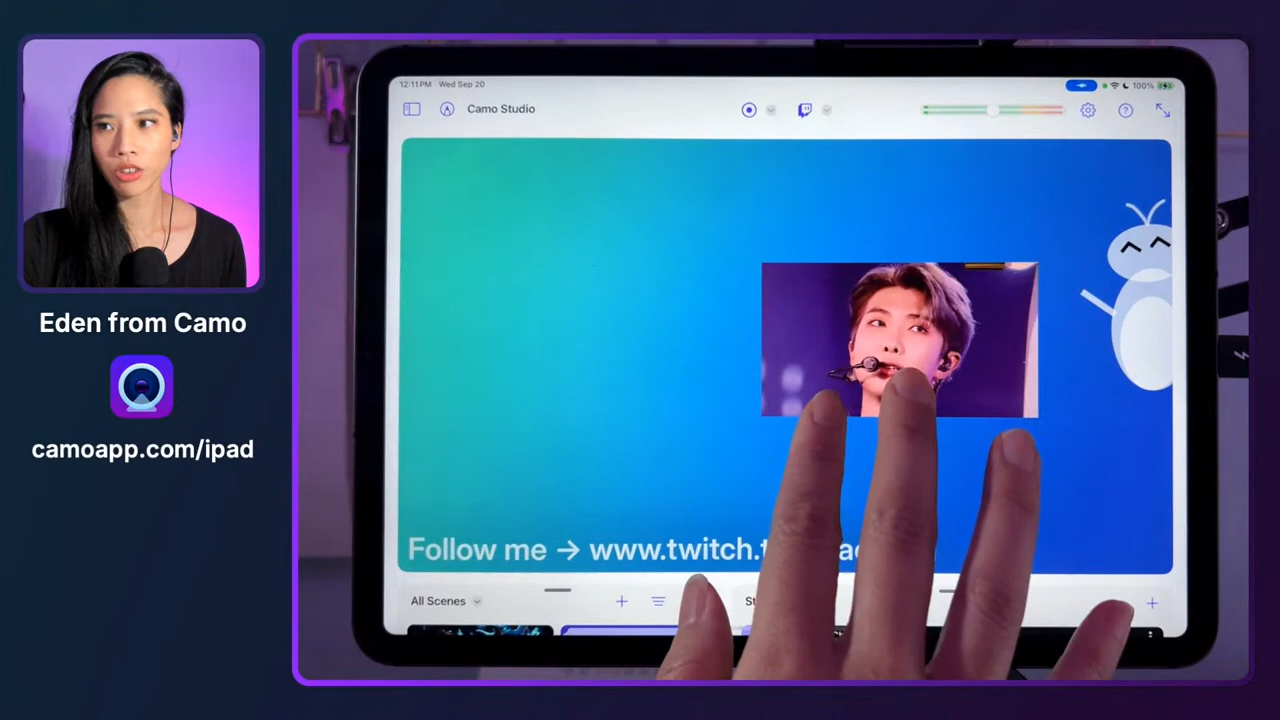 Eden from Camo
camoapp.com/ipad
12:11 PM Wed Sep 20
100%
Camo Studio
Follow me → www.twitch.
All Scenes